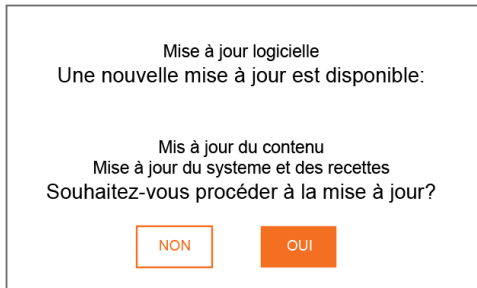 Mise à jour logicielle
Une nouvelle mise à jour est disponible:
Mis à jour du contenu
Mise à jour du systeme et des recettes
Souhaitez-vous procéder à la mise à jour?
NON
OUI